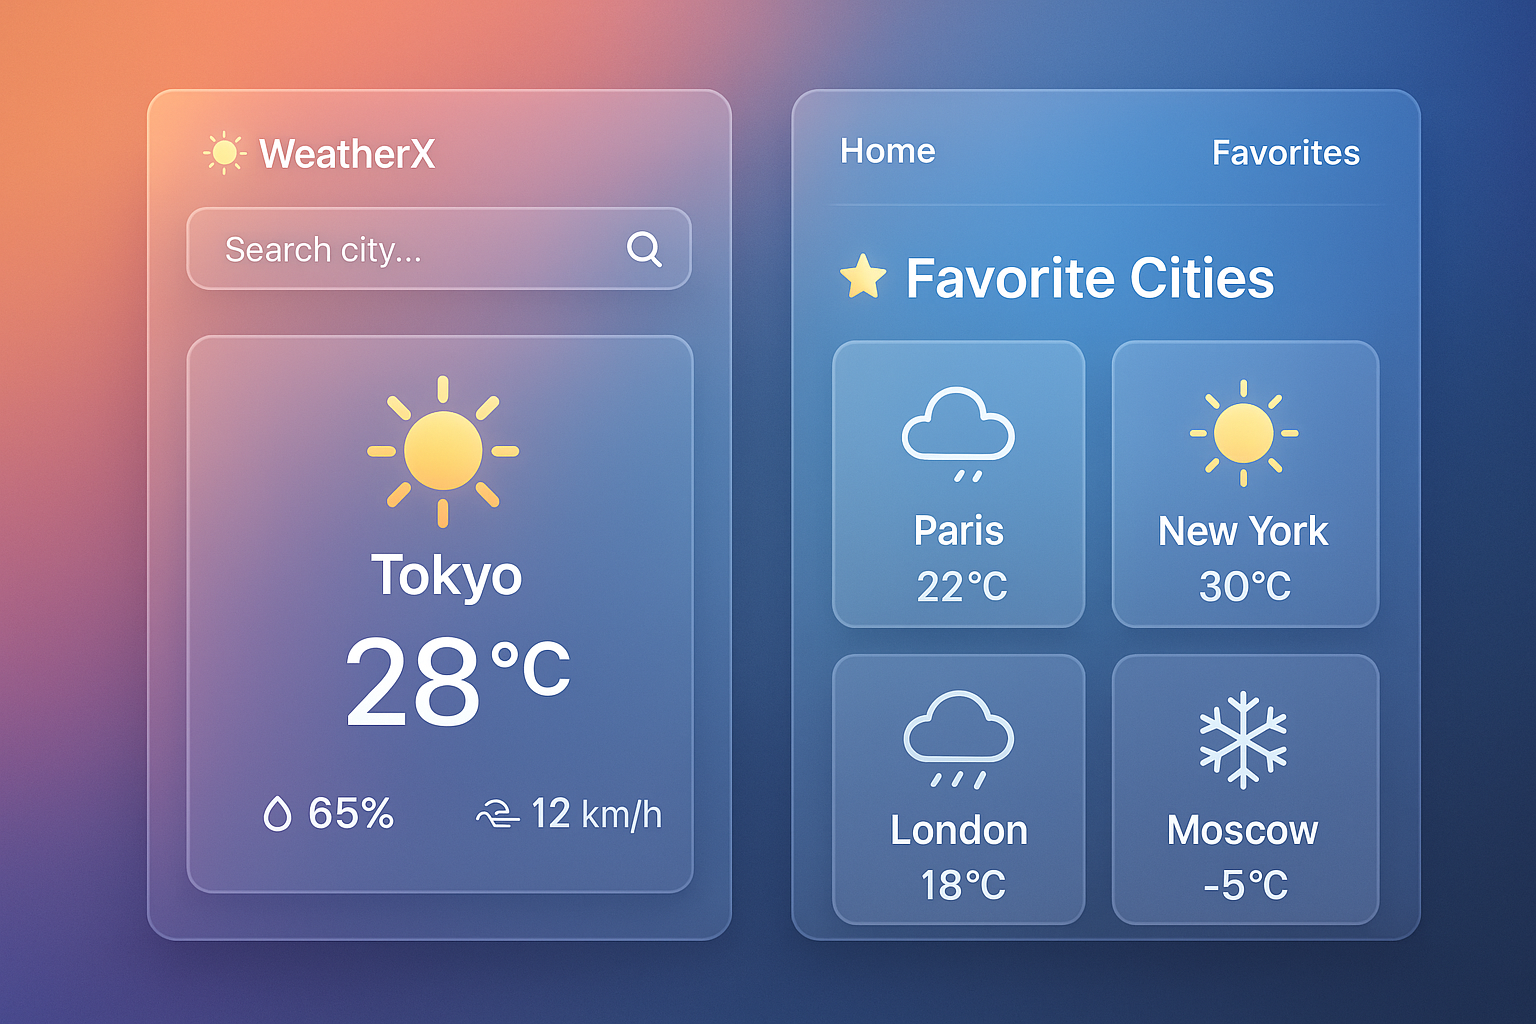 WeatherX
Search city...
Tokyo
28°C
65%
12 km/h
Home
Favorites
Favorite Cities
Paris
22°C
New York
30°C
London
18°C
Moscow
-5°C